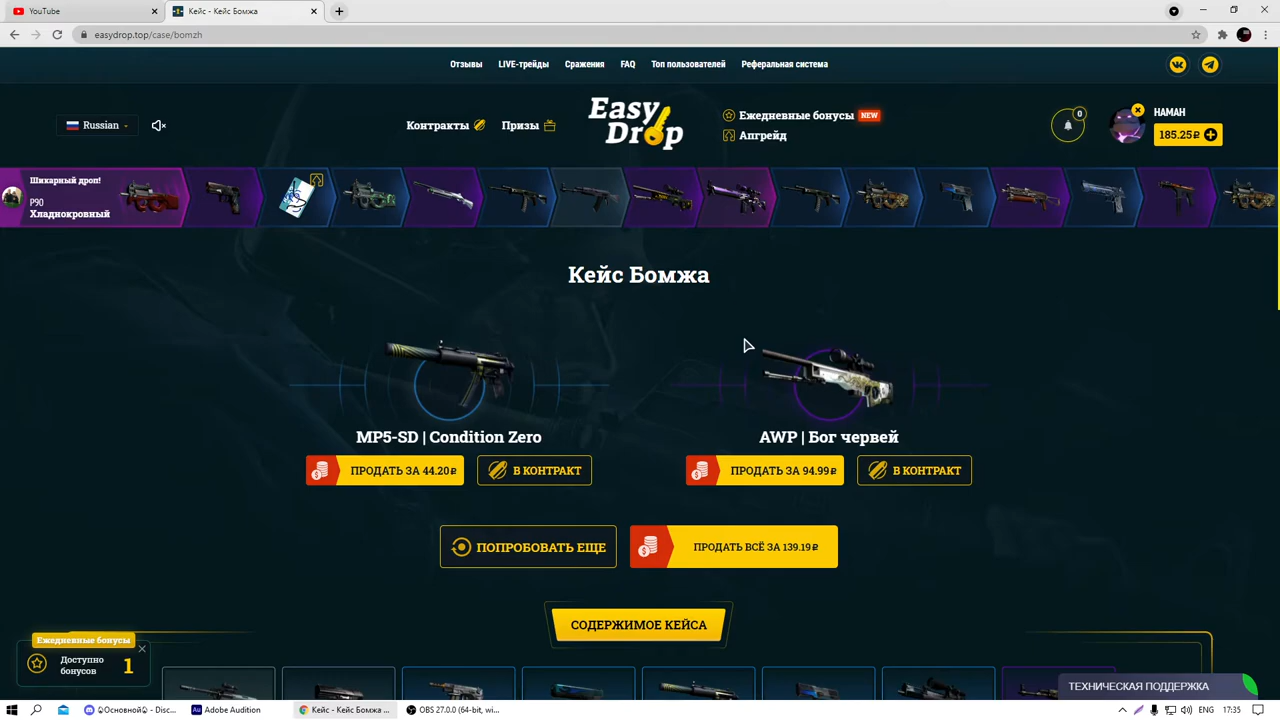 YouTube
Кейс - Кейс Бомжа
easydrop.top/case/bomzh
Отзывы
LIVE-трейды
Сражения
FAQ
Топ пользователей
Реферальная система
Russian
Контракты
Призы
Easy
Drop
Ежедневные бонусы NEW
Апгрейд
0
НАМАН
185.25₽
Шикарный дроп!
P90
Хладнокровный
Кейс Бомжа
MP5-SD | Condition Zero
AWP | Бог червей
ПРОДАТЬ ЗА 44.20₽
В КОНТРАКТ
ПРОДАТЬ ЗА 94.99₽
В КОНТРАКТ
ПОПРОБОВАТЬ ЕЩЕ
ПРОДАТЬ ВСЁ ЗА 139.19₽
СОДЕРЖИМОЕ КЕЙСА
Ежедневные бонусы
Доступно
бонусов
1
ТЕХНИЧЕСКАЯ ПОДДЕРЖКА
Основной - Disc...
Adobe Audition
Кейс - Кейс Бомжа ...
OBS 27.0.0 (64-bit, wi...
ENG
17:35